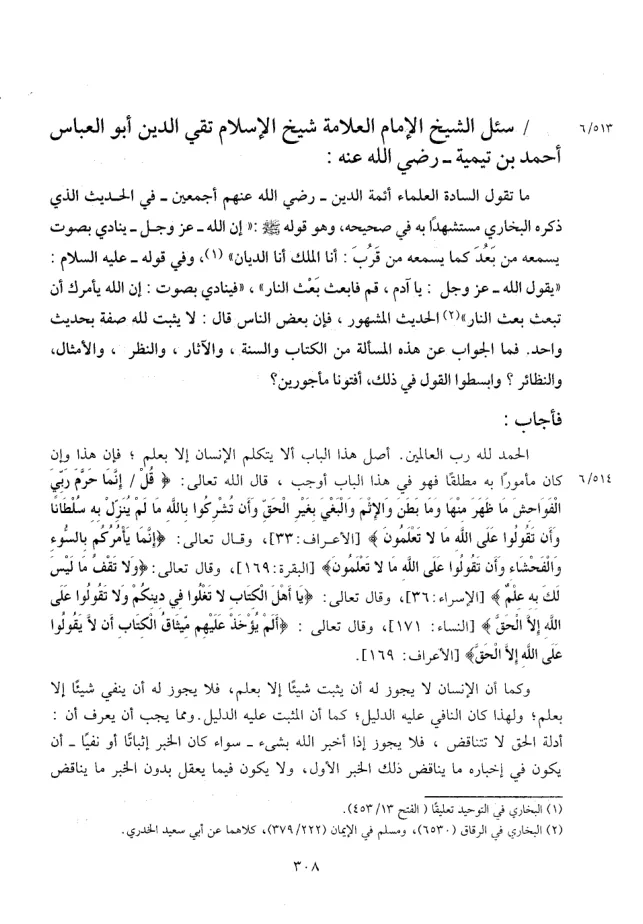 ٦/٥١٣ / سئل الشيخ الإمام العلامة شيخ الإسلام تقي الدين أبو العباس
أحمد بن تيمية ـ رضي الله عنه :
ما تقول السادة العلماء أئمة الدين ـ رضي الله عنهم أجمعين ـ في الحديث الذي
ذكره البخاري مستشهدًا به في صحيحه، وهو قوله ﷺ :« إن الله ـ عز وجل ـ ينادي بصوت
يسمعه من بَعُدَ كما يسمعه من قَرُبَ : أنا الملك أنا الديان» (١)، وفي قوله ـ عليه السلام :
«يقول الله ـ عز وجل : يا آدم ، قم فابعث بَعْث النار» ، «فينادي بصوت : إن الله يأمرك أن
تبعث بعث النار»(٢) الحديث المشهور ، فإن بعض الناس قال : لا يثبت لله صفة بحديث
واحد. فما الجواب عن هذه المسألة من الكتاب والسنة ، والآثار ، والنظر ، والأمثال،
والنظائر ؟ وابسطوا القول في ذلك، أفتونا مأجورين؟
فأجاب :
الحمد لله رب العالمين. أصل هذا الباب ألا يتكلم الإنسان إلا بعلم ؛ فإن هذا وإن
٦/٥١٤ كان مأمورًا به مطلقًا فهو في هذا الباب أوجب ، قال الله تعالى: ﴿ قُلْ / إِنَّمَا حَرَّمَ رَبِّيَ
الْفَوَاحِشَ مَا ظَهَرَ مِنْهَا وَمَا بَطَنَ وَالإِثْمَ وَالْبَغْيَ بِغَيْرِ الْحَقِّ وَأَن تُشْرِكُوا بِاللَّهِ مَا لَمْ يُنَزِّلْ بِهِ سُلْطَانًا
وَأَن تَقُولُوا عَلَى اللَّهِ مَا لا تَعْلَمُونَ ﴾ [الأعراف:٣٣]، وقال تعالى: ﴿إِنَّمَا يَأْمُرُكُم بِالسُّوءِ
وَالْفَحْشَاءِ وَأَن تَقُولُوا عَلَى اللَّهِ مَا لا تَعْلَمُونَ﴾ [البقرة:١٦٩]، وقال تعالى:﴿وَلا تَقْفُ مَا لَيْسَ
لَكَ بِهِ عِلْمٌ ﴾ [الإسراء:٣٦]، وقال تعالى: ﴿يَا أَهْلَ الْكِتَابِ لا تَغْلُوا فِي دِينِكُمْ وَلا تَقُولُوا عَلَى
اللَّهِ إِلاَّ الْحَقَّ ﴾ [النساء: ١٧١]، وقال تعالى : ﴿أَلَمْ يُؤْخَذْ عَلَيْهِم مِّيثَاقُ الْكِتَابِ أَن لاَّ يَقُولُوا
عَلَى اللَّهِ إِلاَّ الْحَقَّ﴾ [الأعراف: ١٦٩].
وكما أن الإنسان لا يجوز له أن يثبت شيئًا إلا بعلم، فلا يجوز له أن ينفي شيئًا إلا
بعلم؛ ولهذا كان النافي عليه الدليل؛ كما أن المثبت عليه الدليل.ومما يجب أن يعرف أن :
أدلة الحق لا تتناقض ، فلا يجوز إذا أخبر الله بشىء ـ سواء كان الخبر إثباتًا أو نفيًا ـ أن
يكون في إخباره ما يناقض ذلك الخبر الأول، ولا يكون فيما يعقل بدون الخبر ما يناقض
(١) البخاري في التوحيد تعليقًا ( الفتح ١٣/ ٤٥٣).
(٢) البخاري في الرقاق (٦٥٣٠)، ومسلم في الإيمان (٣٧٩/٢٢٢)، كلاهما عن أبي سعيد الخدري.
٣٠٨